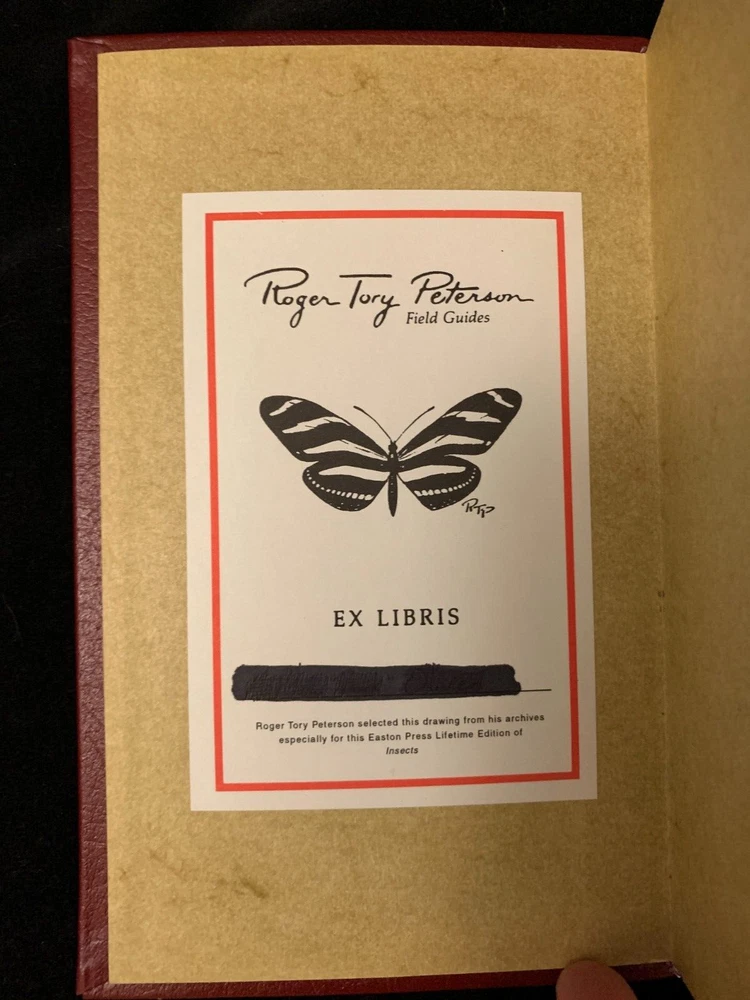 Roger Tory Peterson
Field Guides
RTP
EX LIBRIS
Roger Tory Peterson selected this drawing from his archives
especially for this Easton Press Lifetime Edition of
Insects